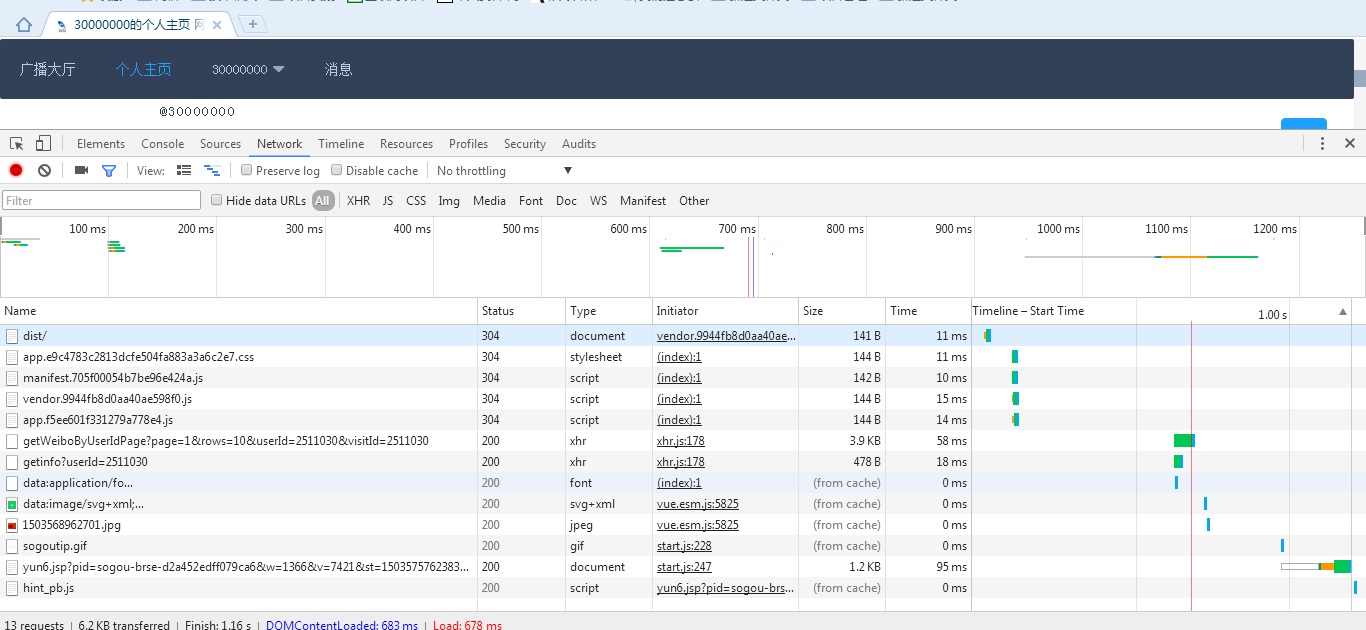 30000000的个人主页
广播大厅 个人主页 30000000 消息
@30000000
Elements Console Sources Network Timeline Resources Profiles Security Audits
View: Preserve log Disable cache No throttling
Filter Hide data URLs All XHR JS CSS Img Media Font Doc WS Manifest Other
100 ms 200 ms 300 ms 400 ms 500 ms 600 ms 700 ms 800 ms 900 ms 1000 ms 1100 ms 1200 ms
Name Status Type Initiator Size Time Timeline – Start Time 1.00 s
dist/ 304 document vendor.9944fb8d0aa40ae... 141 B 11 ms
app.e9c4783c2813dcfe504fa883a3a6c2e7.css 304 stylesheet (index):1 144 B 11 ms
manifest.705f00054b7be96e424a.js 304 script (index):1 142 B 10 ms
vendor.9944fb8d0aa40ae598f0.js 304 script (index):1 144 B 15 ms
app.f5ee601f331279a778e4.js 304 script (index):1 144 B 14 ms
getWeiboByUserIdPage?page=1&rows=10&userId=2511030&visitId=2511030 200 xhr xhr.js:178 3.9 KB 58 ms
getinfo?userId=2511030 200 xhr xhr.js:178 478 B 18 ms
data:application/fo... 200 font (index):1 (from cache) 0 ms
data:image/svg+xml;... 200 svg+xml vue.esm.js:5825 (from cache) 0 ms
1503568962701.jpg 200 jpeg vue.esm.js:5825 (from cache) 0 ms
sogoutip.gif 200 gif start.js:228 (from cache) 0 ms
yun6.jsp?pid=sogou-brse-d2a452edff079ca6&w=1366&v=7421&st=1503575762383... 200 document start.js:247 1.2 KB 95 ms
hint_pb.js 200 script yun6.jsp?pid=sogou-brs... (from cache) 0 ms
13 requests | 6.2 KB transferred | Finish: 1.16 s | DOMContentLoaded: 683 ms | Load: 678 ms